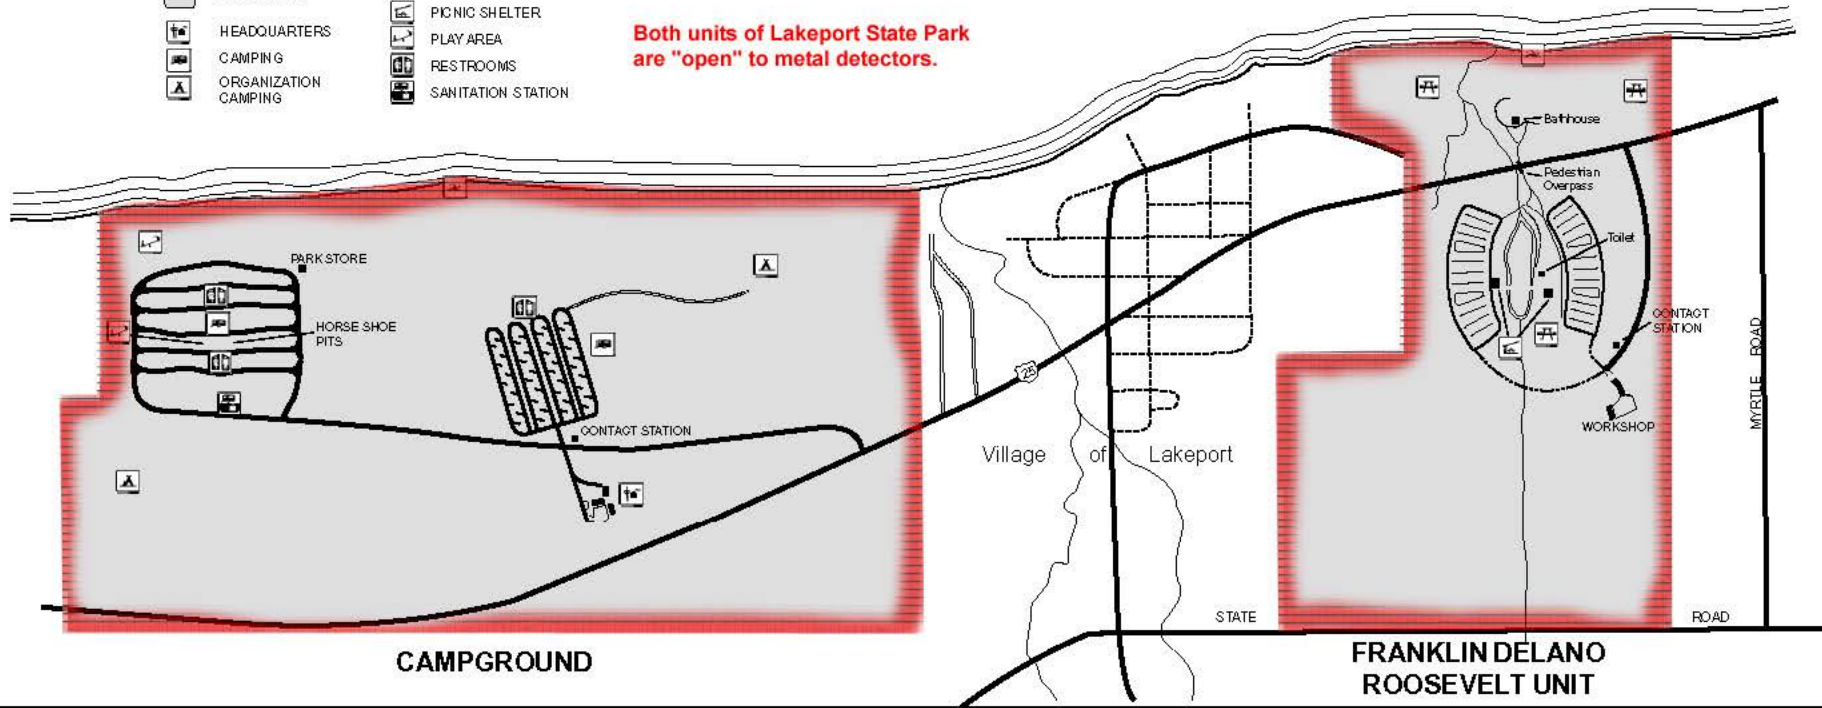 HEADQUARTERS
CAMPING
ORGANIZATION
CAMPING
PICNIC SHELTER
PLAY AREA
RESTROOMS
SANITATION STATION
Both units of Lakeport State Park
are "open" to metal detectors.
Bathhouse
Pedestrian
Overpass
Toilet
CONTACT
STATION
WORKSHOP
MYRTLE ROAD
PARK STORE
HORSE SHOE
PITS
CONTACT STATION
25
Village of Lakeport
STATE ROAD
CAMPGROUND
FRANKLIN DELANO
ROOSEVELT UNIT